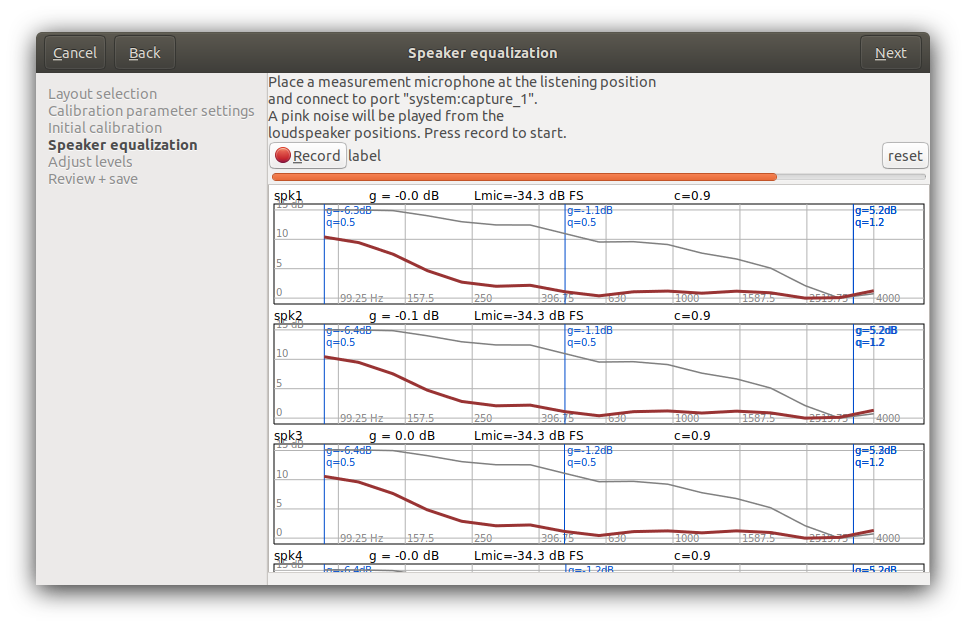 Cancel Back Speaker equalization Next
Layout selection
Calibration parameter settings
Initial calibration
Speaker equalization
Adjust levels
Review + save
Place a measurement microphone at the listening position
and connect to port "system:capture_1".
A pink noise will be played from the
loudspeaker positions. Press record to start.
Record label reset
spk1 g = -0.0 dB Lmic=-34.3 dB FS c=0.9
15 dB g=-6.3dB g=-1.1dB g=5.2dB
q=0.5 q=0.5 q=1.2
10
5
0 99.25 Hz 157.5 250 396.75 630 1000 1587.5 2519.75 4000
spk2 g = -0.1 dB Lmic=-34.3 dB FS c=0.9
15 dB g=-6.4dB g=-1.1dB g=5.2dB
q=0.5 q=0.5 q=1.2
10
5
0 99.25 Hz 157.5 250 396.75 630 1000 1587.5 2519.75 4000
spk3 g = 0.0 dB Lmic=-34.3 dB FS c=0.9
15 dB g=-6.4dB g=-1.2dB
q=0.5 q=0.5 q=1.2
10
5
0 99.25 Hz 157.5 250 396.75 630 1000 1587.5 2519.75 4000
spk4 g = -0.0 dB Lmic=-34.3 dB FS c=0.9
15 dB g=-6.4dB g=-1.2dB g=5.2dB